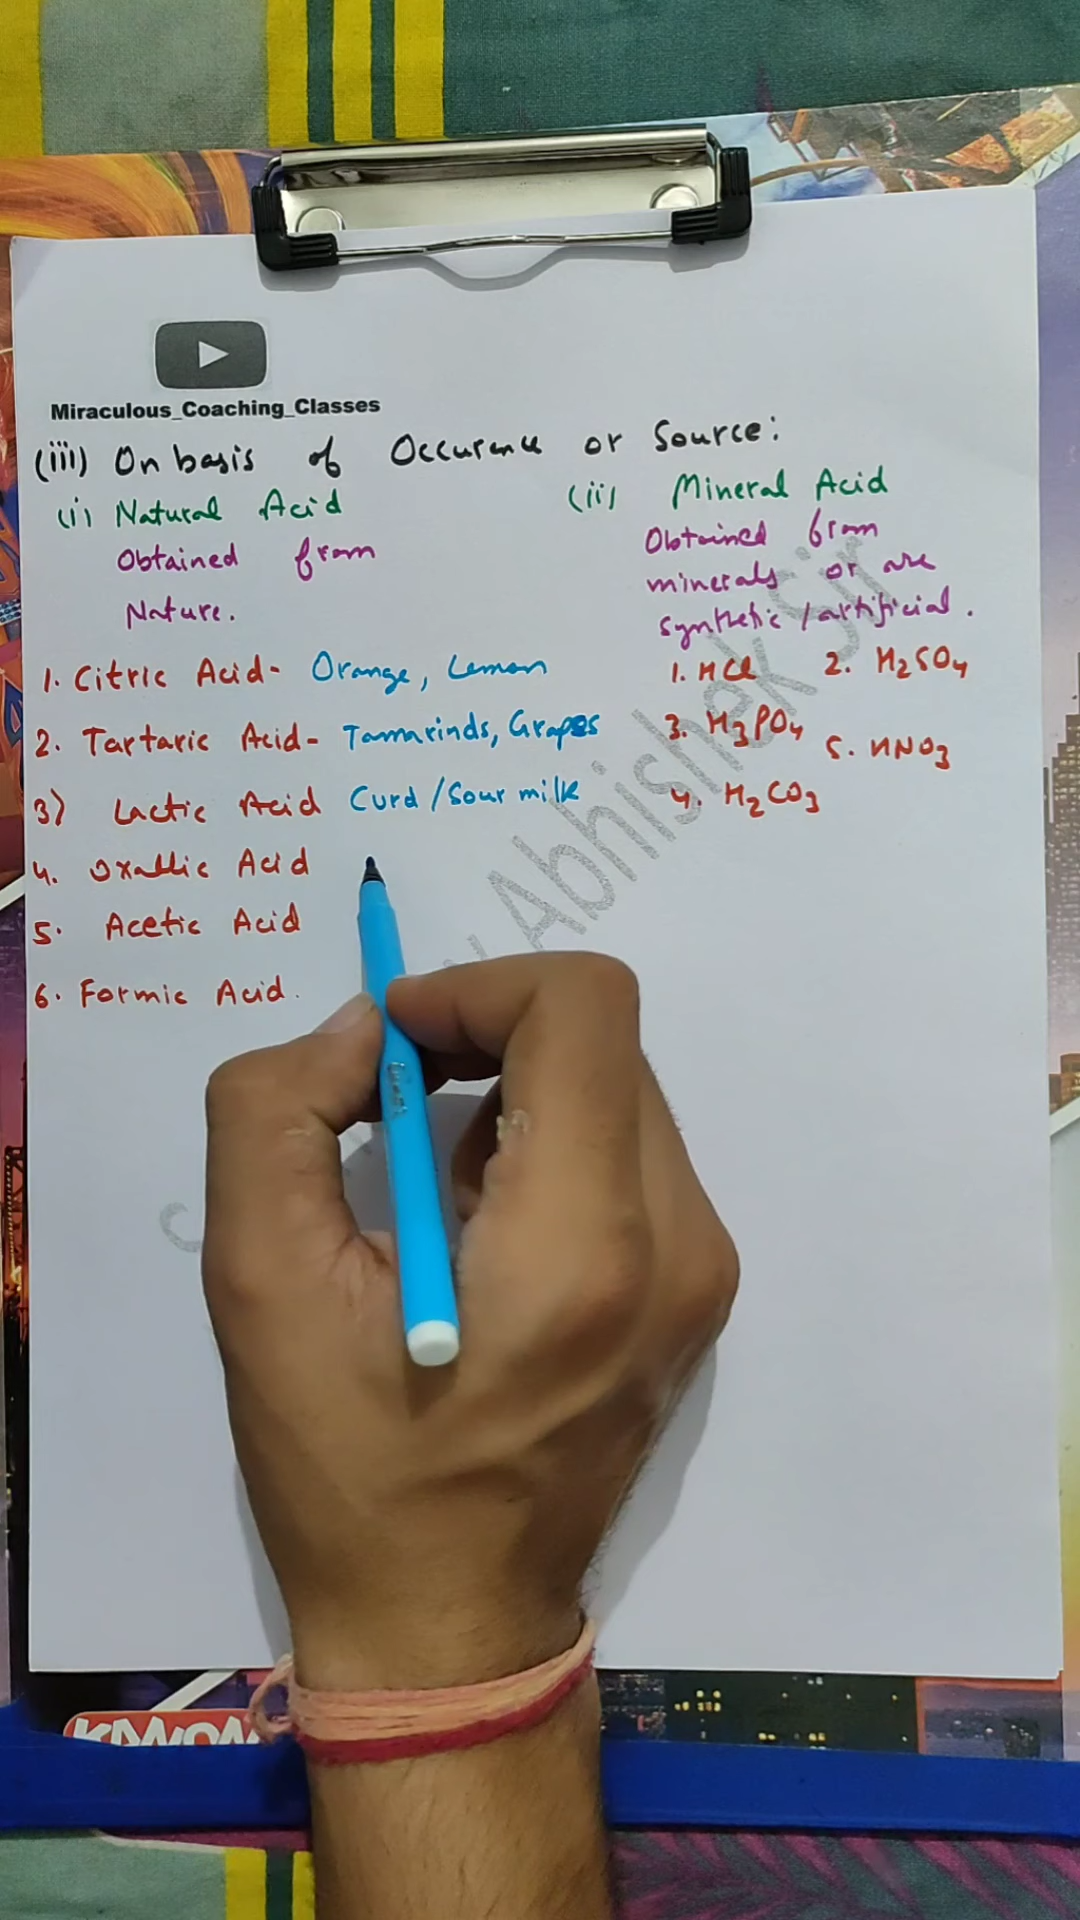 Miraculous_Coaching_Classes
(iii) On basis of Occurence or Source:
(i) Natural Acid
Obtained from
Nature.
1. Citric Acid- Orange, Lemon
2. Tartaric Acid- Tamarinds, Grapes
3) Lactic Acid Curd/Sour milk
4. Oxallic Acid
5. Acetic Acid
6. Formic Acid.
(ii) Mineral Acid
Obtained from
minerals or are
synthetic/artificial.
1. HCl 2. H2SO4
3. H3PO4
5. HNO3
4. H2CO3
Abhishek Sir